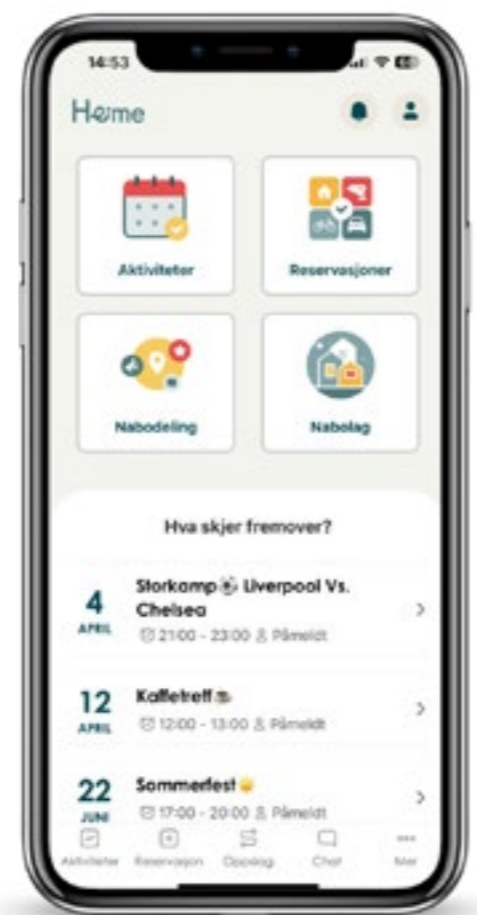 14:53
Heime
Aktiviteter
Reservasjoner
Nabodeling
Nabolag
Hva skjer fremover?
4
APRIL
Storkamp⚽ Liverpool Vs.
Chelsea
21:00 - 23:00 Påmeldt
12
APRIL
Kaffetreff☕
12:00 - 13:00 Påmeldt
22
JUNI
Sommerfest☀️
17:00 - 20:00 Påmeldt
Aktiviteter Reservasjon Oppslag Chat Mer